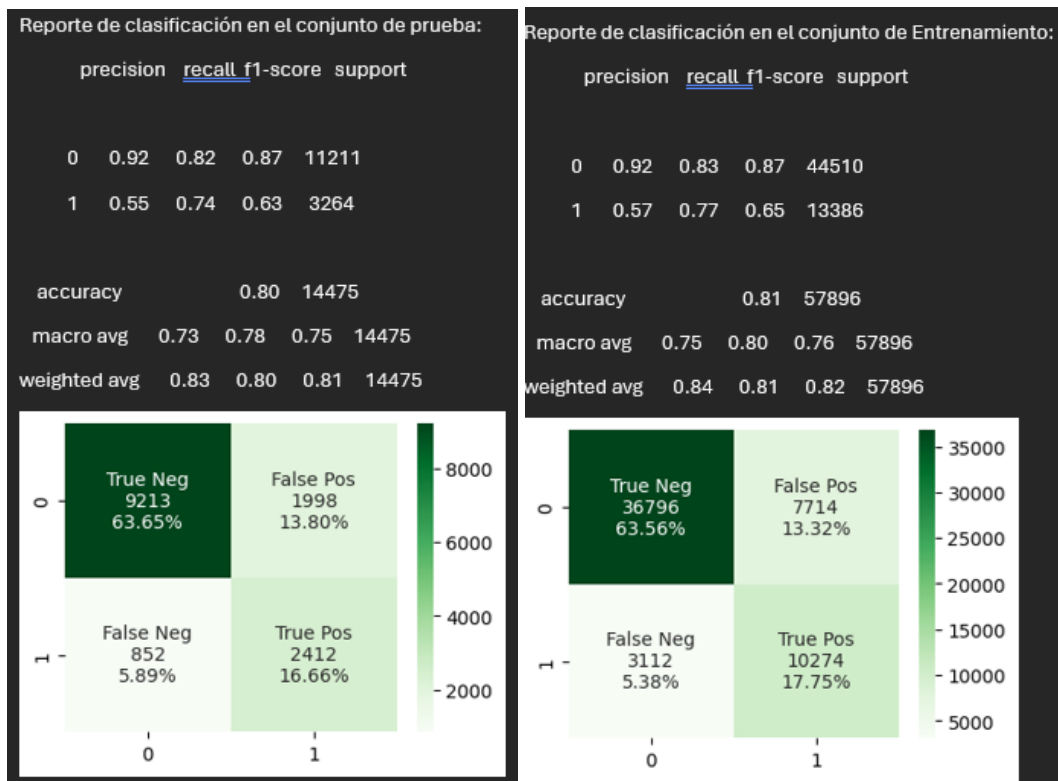 Reporte de clasificación en el conjunto de prueba:
precision recall f1-score support
0 0.92 0.82 0.87 11211
1 0.55 0.74 0.63 3264
accuracy 0.80 14475
macro avg 0.73 0.78 0.75 14475
weighted avg 0.83 0.80 0.81 14475
True Neg
9213
63.65%
False Pos
1998
13.80%
False Neg
852
5.89%
True Pos
2412
16.66%
0
1
0
1
8000
6000
4000
2000
Reporte de clasificación en el conjunto de Entrenamiento:
precision recall f1-score support
0 0.92 0.83 0.87 44510
1 0.57 0.77 0.65 13386
accuracy 0.81 57896
macro avg 0.75 0.80 0.76 57896
weighted avg 0.84 0.81 0.82 57896
True Neg
36796
63.56%
False Pos
7714
13.32%
False Neg
3112
5.38%
True Pos
10274
17.75%
0
1
0
1
35000
30000
25000
20000
15000
10000
5000